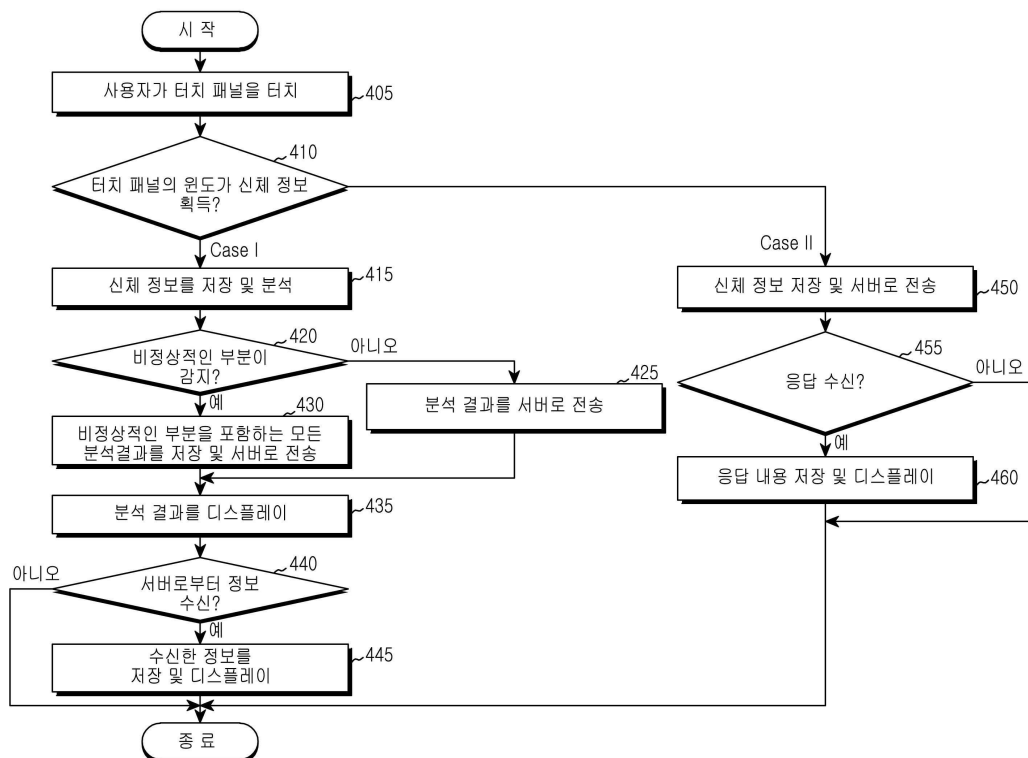 시 작
사용자가 터치 패널을 터치
405
410
터치 패널의 윈도가 신체 정보
획득?
Case I
Case II
신체 정보를 저장 및 분석
415
신체 정보 저장 및 서버로 전송
450
420
비정상적인 부분이
감지?
아니오
예
425
분석 결과를 서버로 전송
455
응답 수신?
아니오
예
430
비정상적인 부분을 포함하는 모든
분석결과를 저장 및 서버로 전송
응답 내용 저장 및 디스플레이
460
분석 결과를 디스플레이
435
440
서버로부터 정보
수신?
아니오
예
수신한 정보를
저장 및 디스플레이
445
종 료